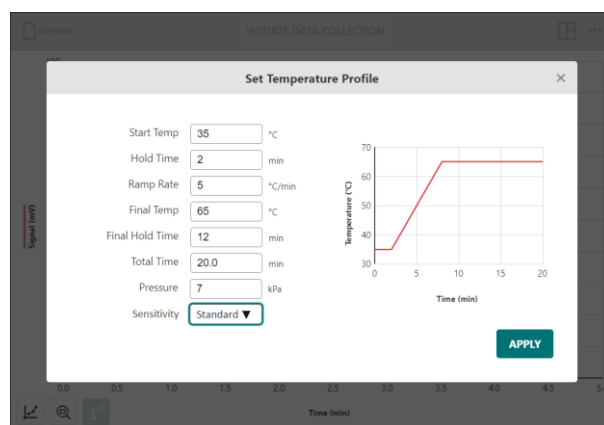 Untitled
INITIATE DATA COLLECTION
Set Temperature Profile
Start Temp 35 °C
Hold Time 2 min
Ramp Rate 5 °C/min
Final Temp 65 °C
Final Hold Time 12 min
Total Time 20.0 min
Pressure 7 kPa
Sensitivity Standard ▼
70
60
50
40
30
Temperature (°C)
0 5 10 15 20
Time (min)
APPLY
Signal (mV)
0.0 0.5 1.0 1.5 2.0 2.5 3.0 3.5 4.0 4.5 5.0
Time (min)